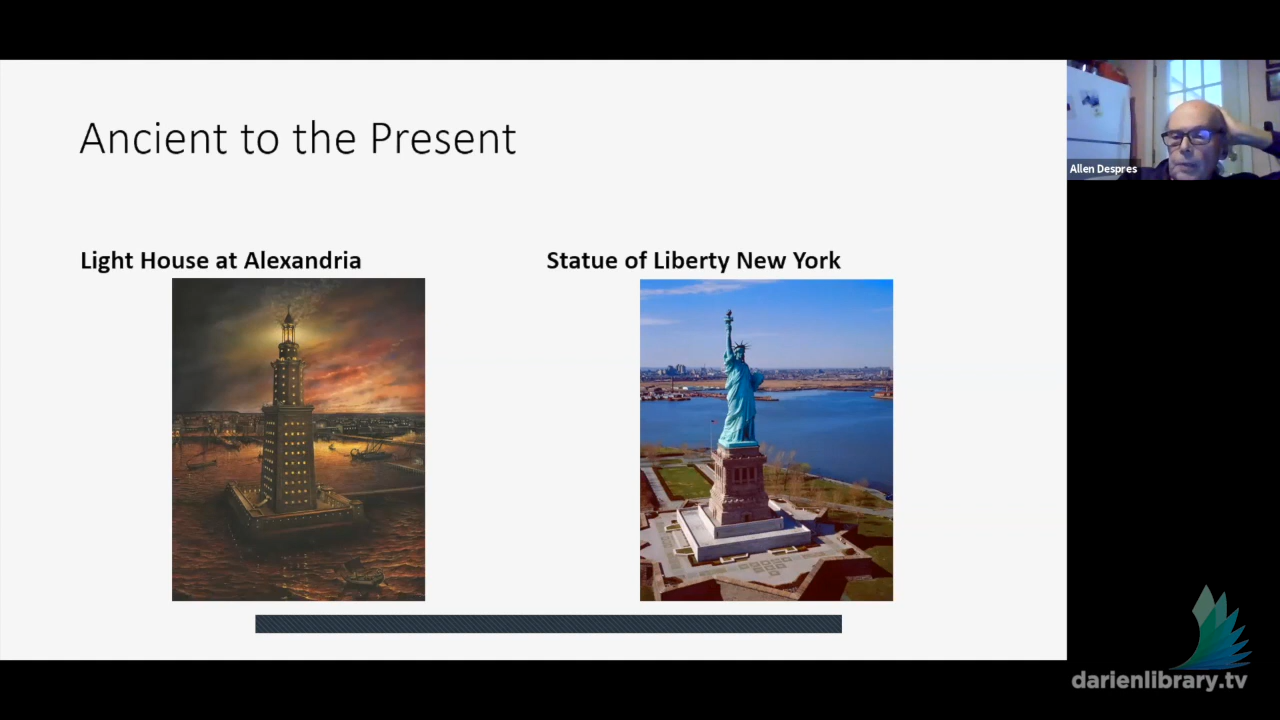 Ancient to the Present
Light House at Alexandria
Statue of Liberty New York
Allen Despres
darienlibrary.tv